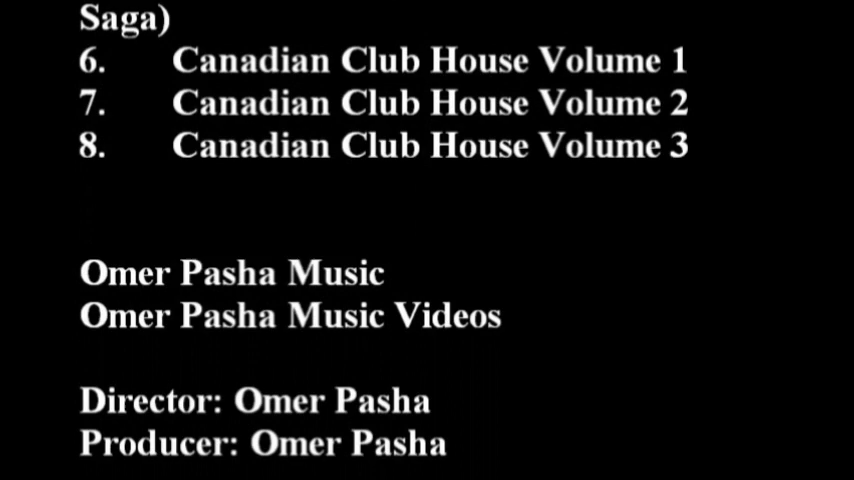 Saga)
6. Canadian Club House Volume 1
7. Canadian Club House Volume 2
8. Canadian Club House Volume 3
Omer Pasha Music
Omer Pasha Music Videos
Director: Omer Pasha
Producer: Omer Pasha